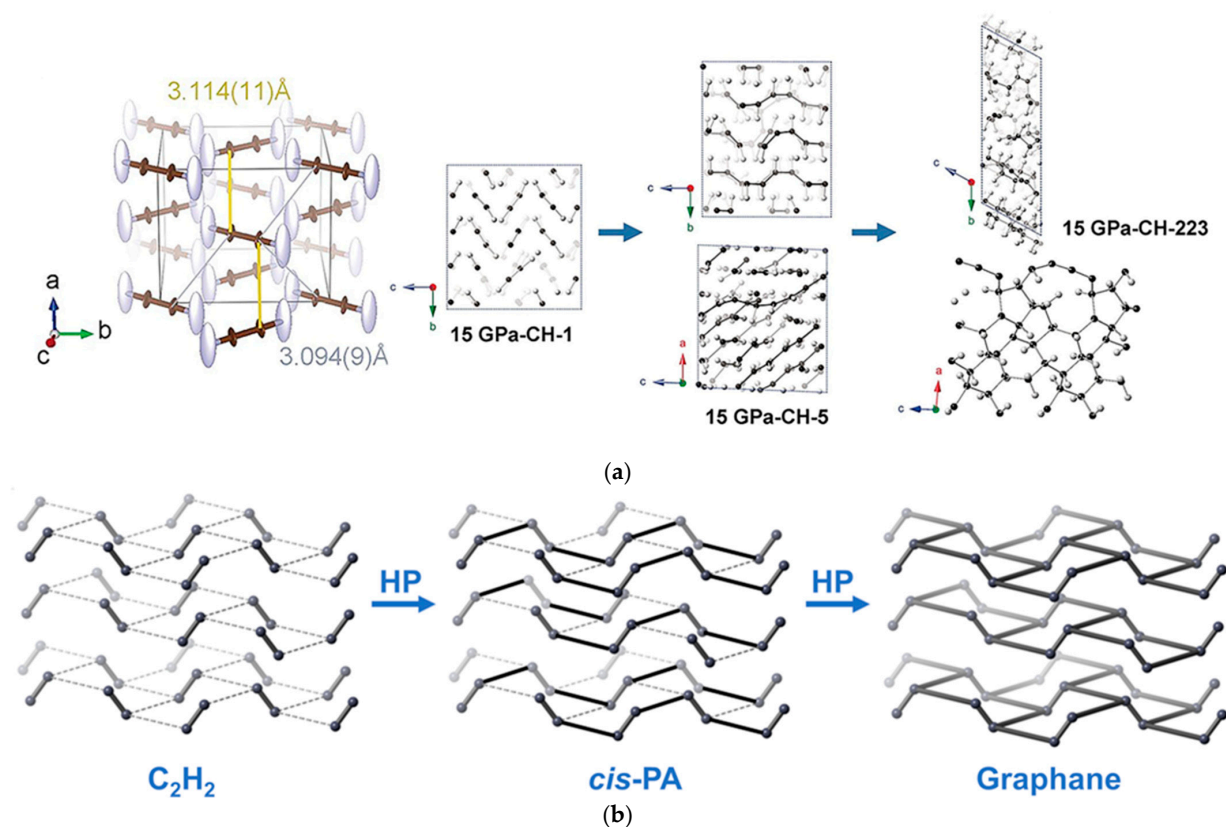 3.114(11)Å
3.094(9)Å
a
b
c
c
b
15 GPa-CH-1
c
b
a
c
15 GPa-CH-5
c
b
15 GPa-CH-223
a
c
(a)
HP
HP
C₂H₂
cis-PA
Graphane
(b)